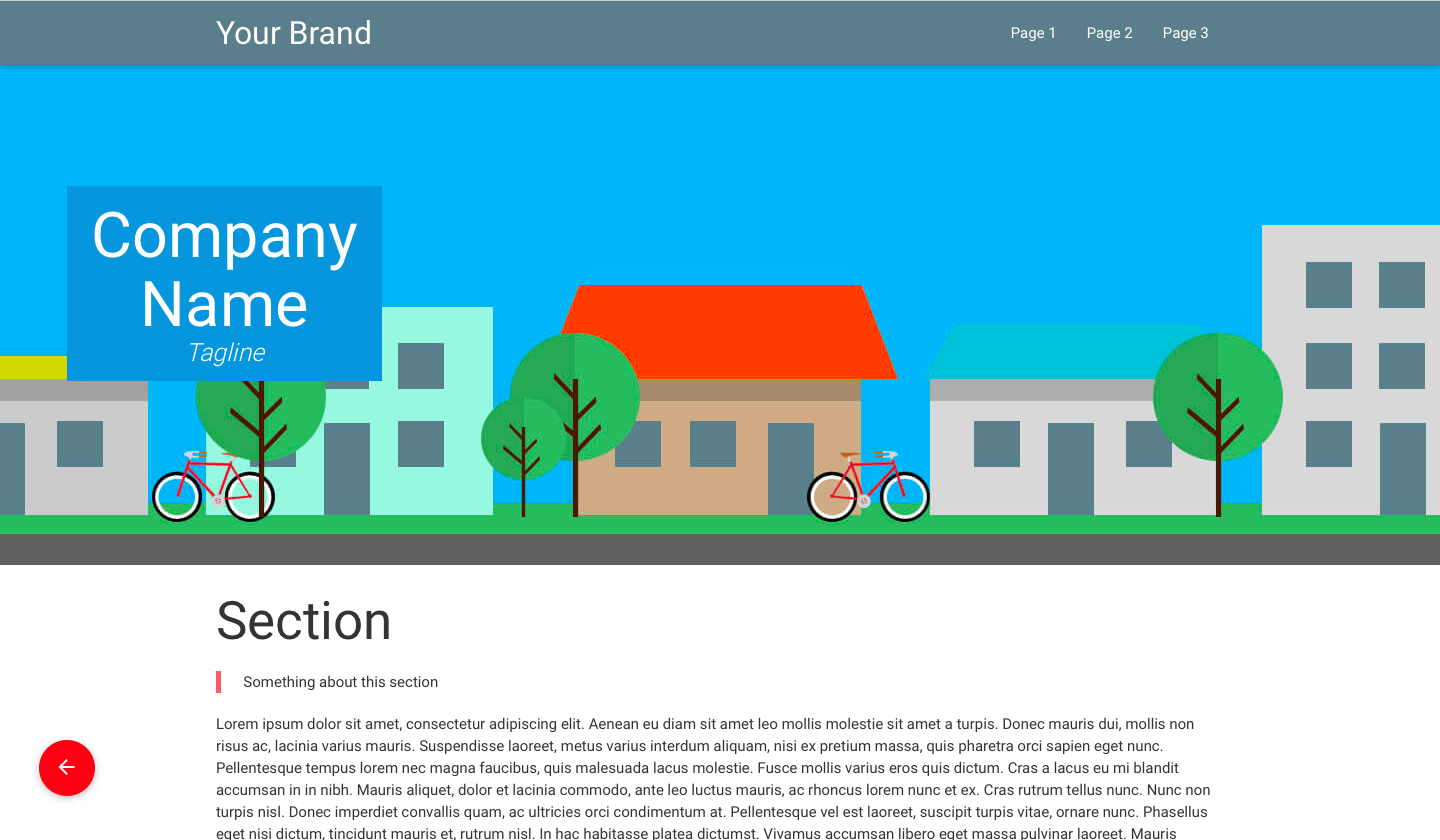 Your Brand
Page 1 Page 2 Page 3
Company
Name
Tagline
Section
Something about this section
Lorem ipsum dolor sit amet, consectetur adipiscing elit. Aenean eu diam sit amet leo mollis molestie sit amet a turpis. Donec mauris dui, mollis non
risus ac, lacinia varius mauris. Suspendisse laoreet, metus varius interdum aliquam, nisi ex pretium massa, quis pharetra orci sapien eget nunc.
Pellentesque tempus lorem nec magna faucibus, quis malesuada lacus molestie. Fusce mollis varius eros quis dictum. Cras a lacus eu mi blandit
accumsan in in nibh. Mauris aliquet, dolor et lacinia commodo, ante leo luctus mauris, ac rhoncus lorem nunc et ex. Cras rutrum tellus nunc. Nunc non
turpis nisl. Donec imperdiet convallis quam, ac ultricies orci condimentum at. Pellentesque vel est laoreet, suscipit turpis vitae, ornare nunc. Phasellus
eget nisi dictum, tincidunt mauris et, rutrum nisl. In hac habitasse platea dictumst. Vivamus accumsan libero eget massa pulvinar laoreet. Mauris